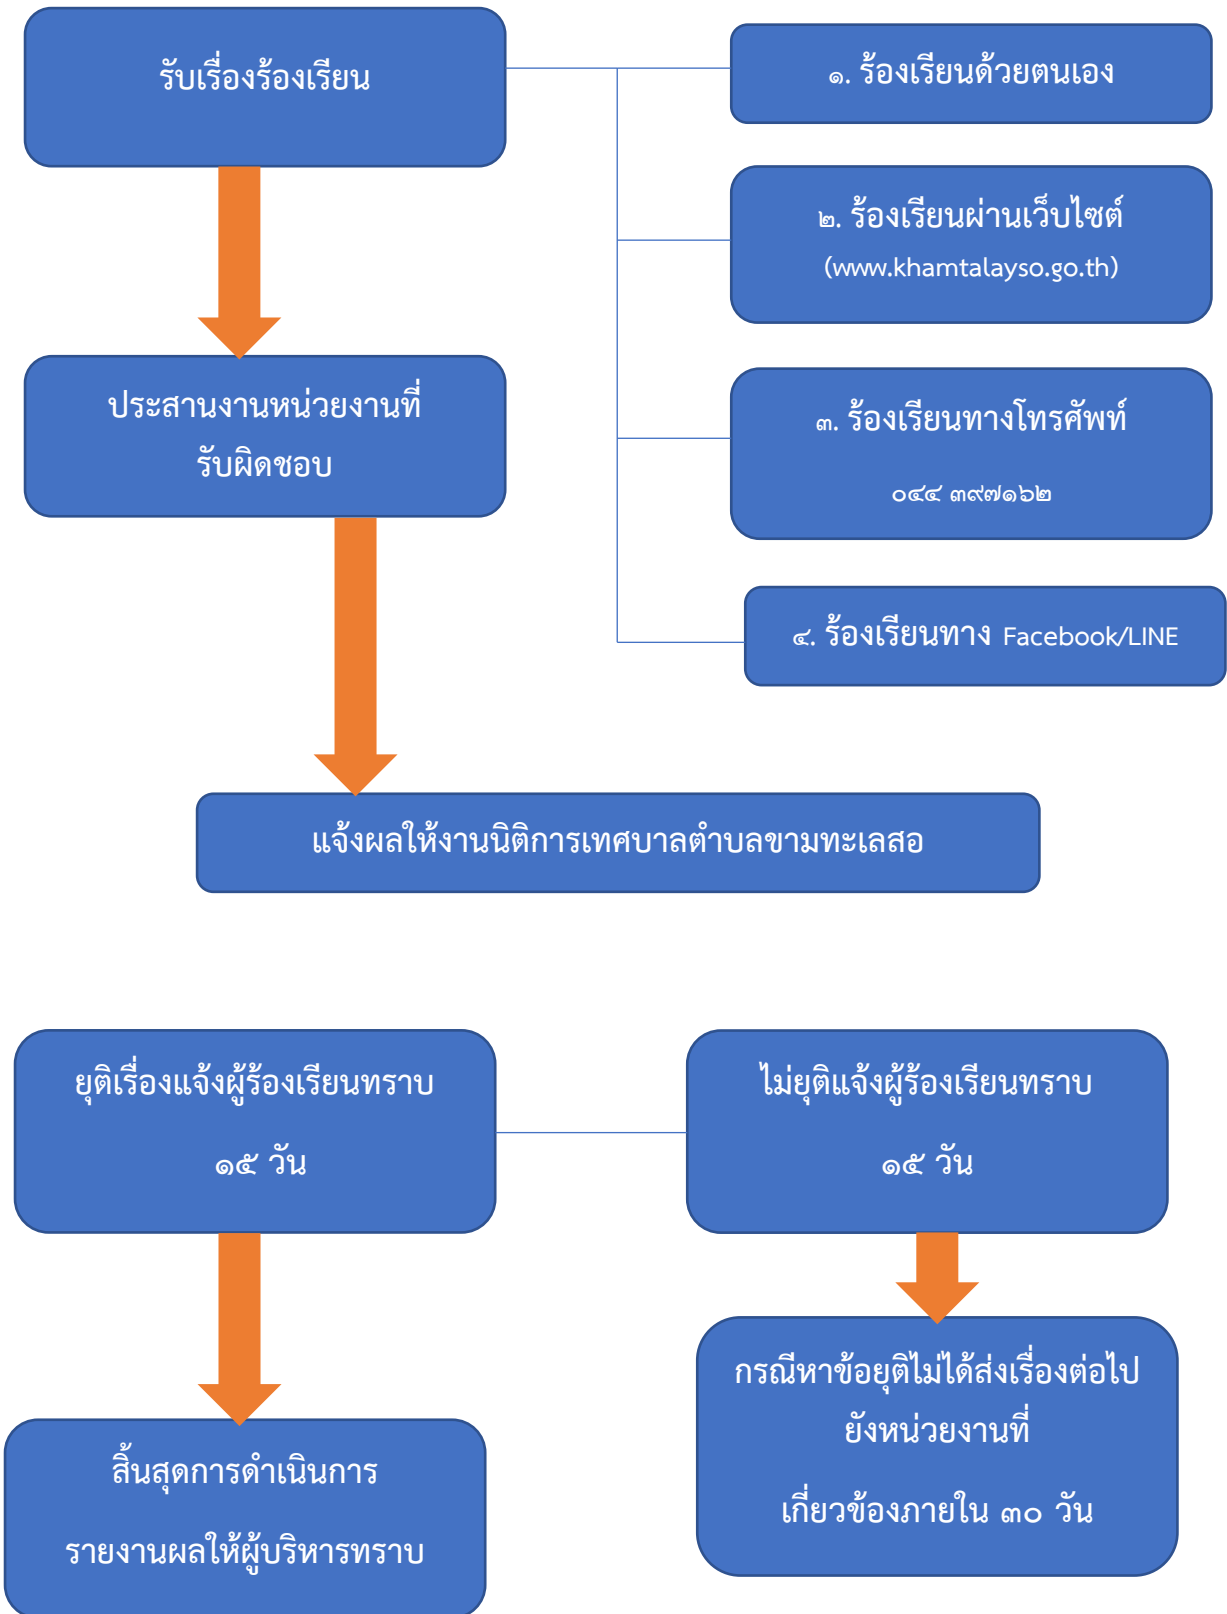 รับเรื่องร้องเรียน
๑. ร้องเรียนด้วยตนเอง
๒. ร้องเรียนผ่านเว็บไซต์
(www.khamtalayso.go.th)
ประสานงานหน่วยงานที่
รับผิดชอบ
๓. ร้องเรียนทางโทรศัพท์
๐๔๔ ๓๙๗๑๖๒
๔. ร้องเรียนทาง Facebook/LINE
แจ้งผลให้งานนิติการเทศบาลตำบลขามทะเลสอ
ยุติเรื่องแจ้งผู้ร้องเรียนทราบ
๑๕ วัน
ไม่ยุติแจ้งผู้ร้องเรียนทราบ
๑๕ วัน
สิ้นสุดการดำเนินการ
รายงานผลให้ผู้บริหารทราบ
กรณีหาข้อยุติไม่ได้ส่งเรื่องต่อไป
ยังหน่วยงานที่
เกี่ยวข้องภายใน ๓๐ วัน